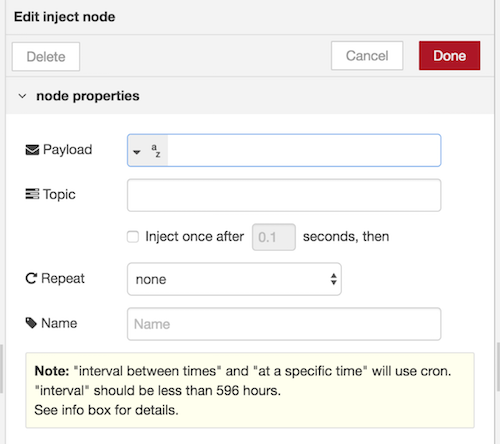 Edit inject node
Delete Cancel Done
node properties
Payload a z
Topic
Inject once after 0.1 seconds, then
Repeat none
Name Name
Note: "interval between times" and "at a specific time" will use cron.
"interval" should be less than 596 hours.
See info box for details.